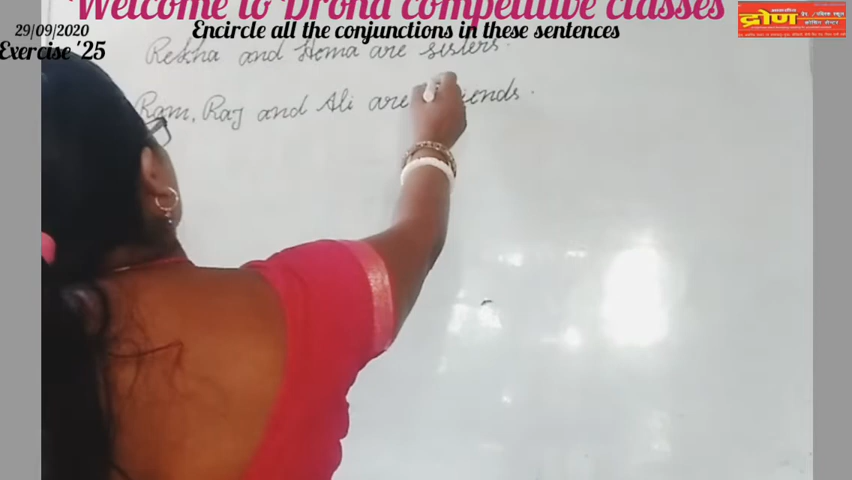 Welcome to Drona competitive classes
29/09/2020
Encircle all the conjunctions in these sentences
Exercise '25
द्रोण
Rekha and Hema are sisters.
Ram, Raj and Ali are friends.